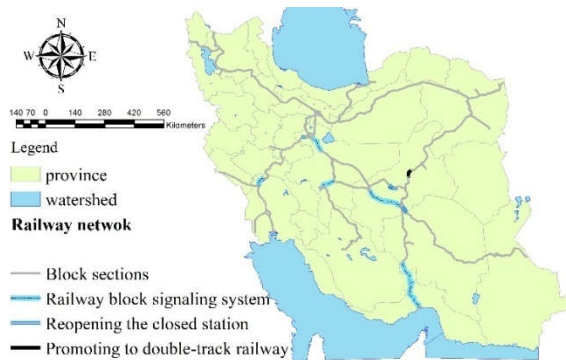 N
W E
S
140 70 0 140 280 420 560
Kilometers
Legend
province
watershed
Railway netwok
Block sections
Railway block signaling system
Reopening the closed station
Promoting to double-track railway